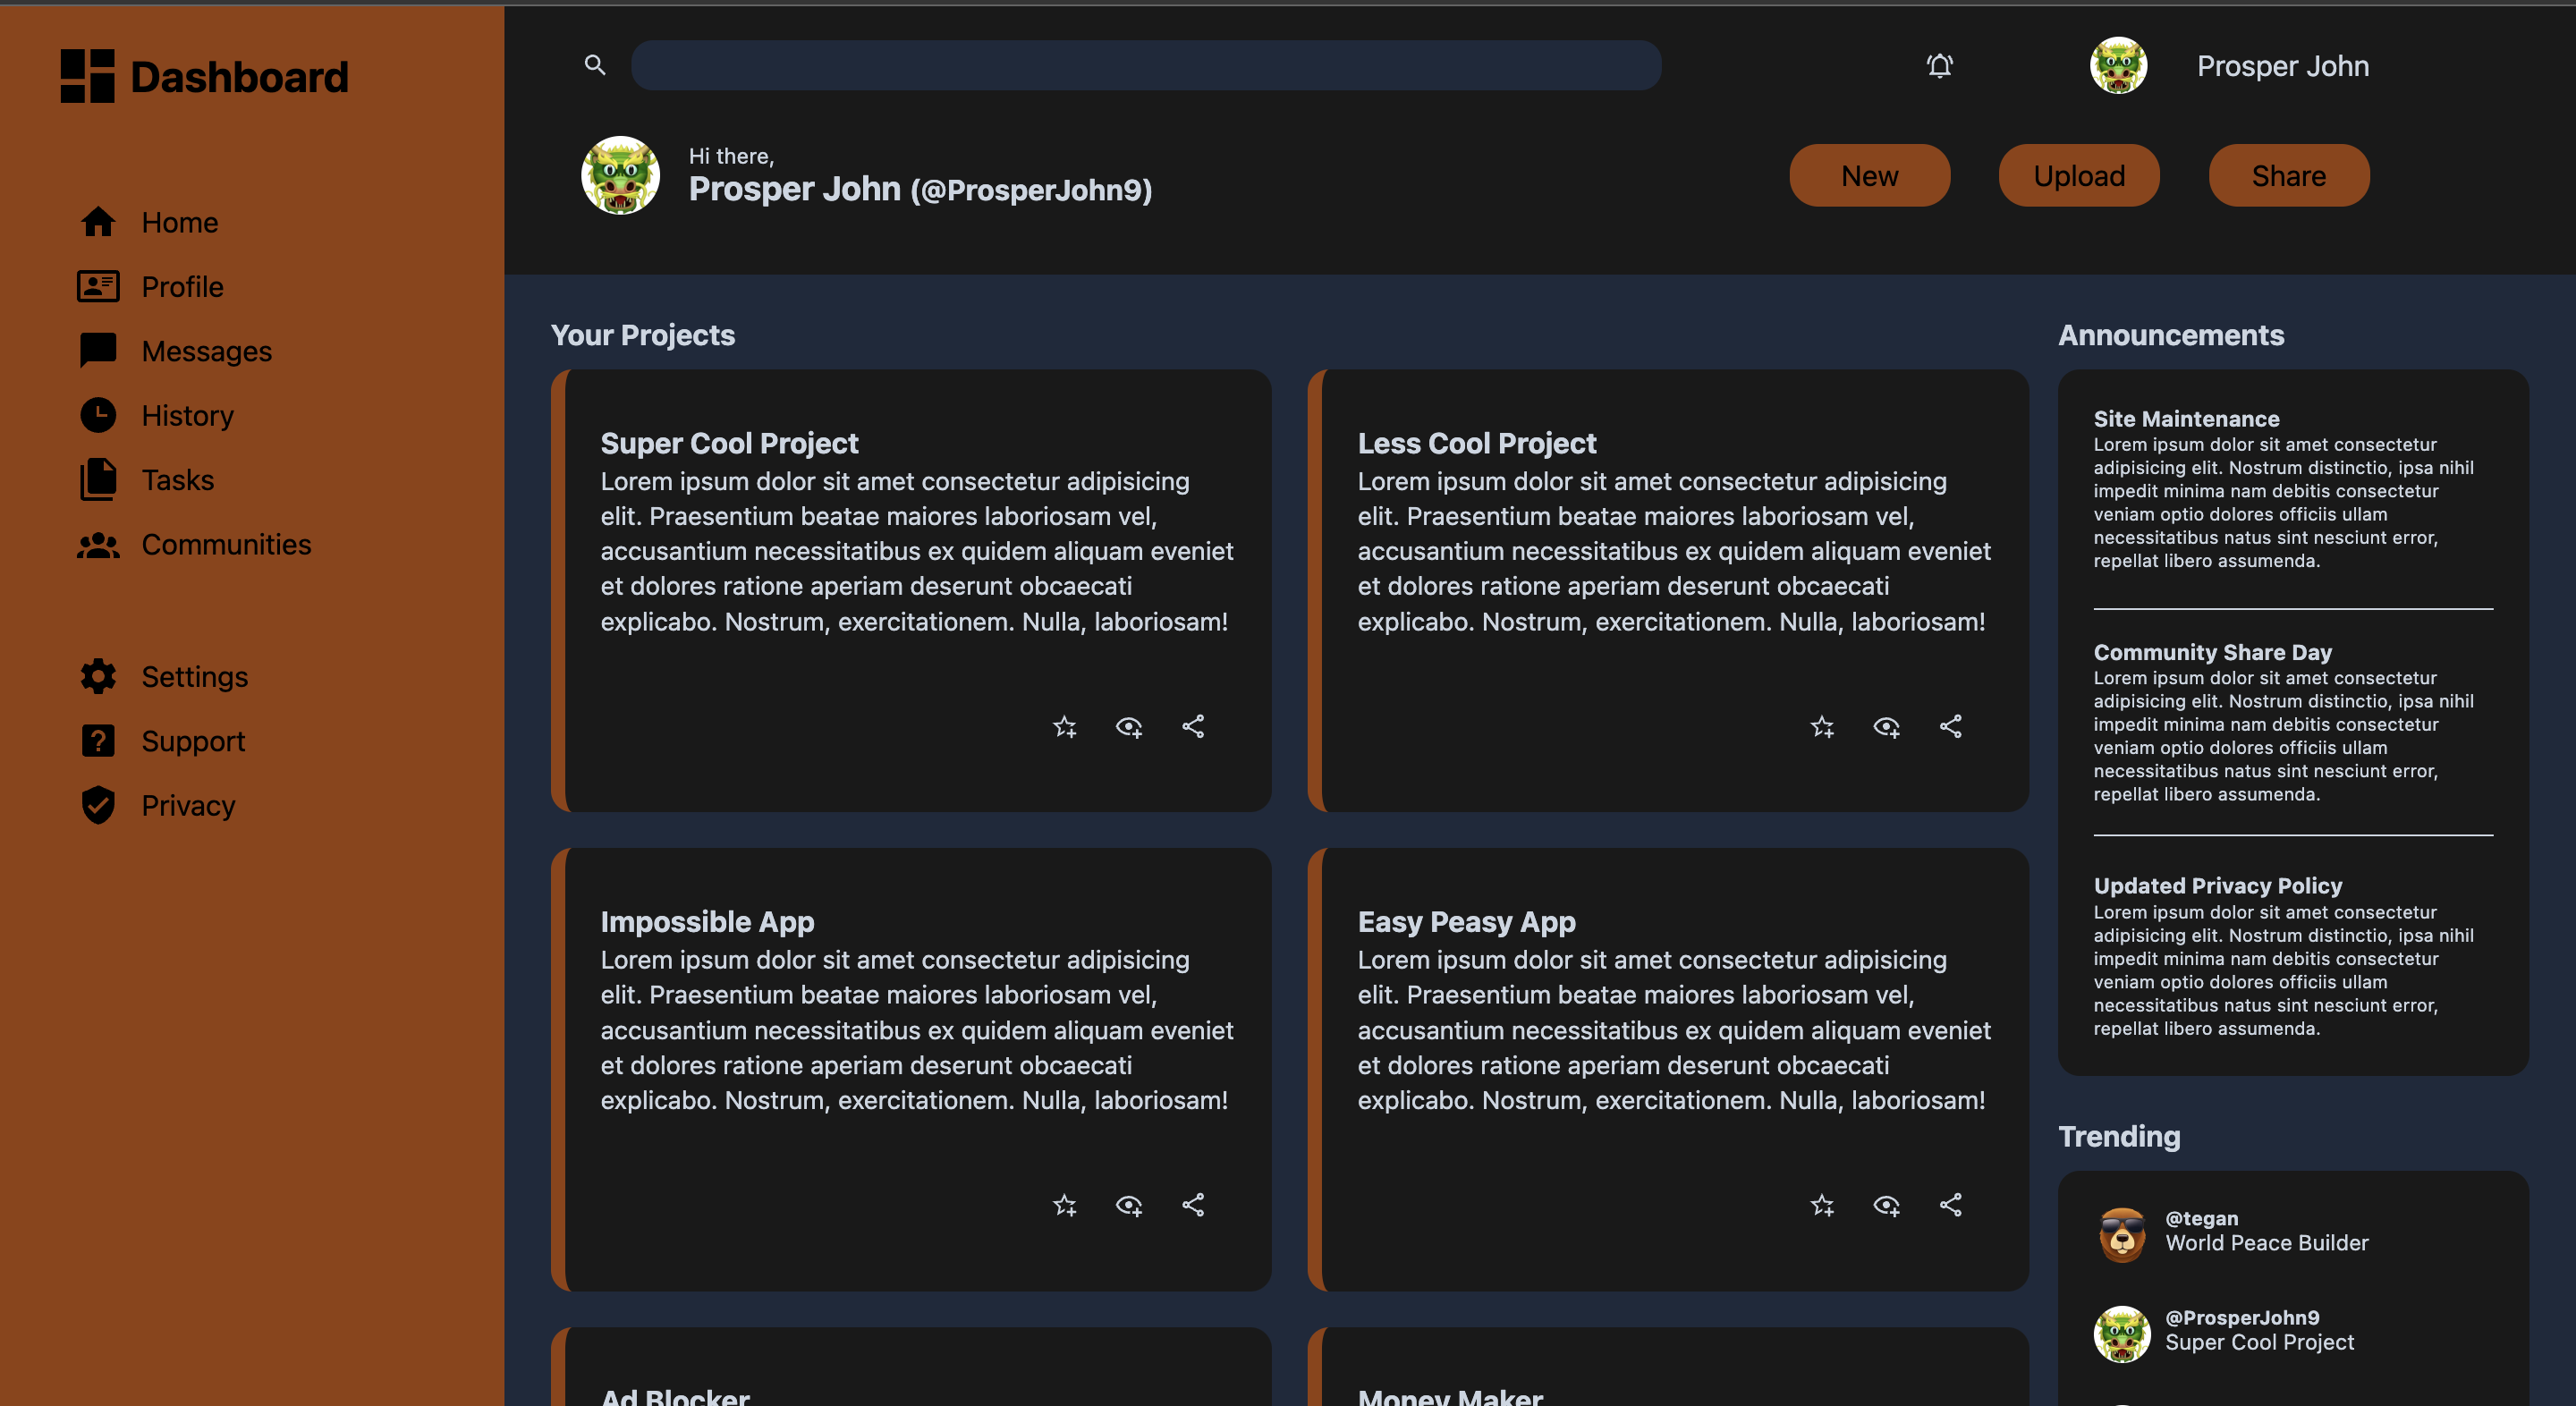 Dashboard
Home
Profile
Messages
History
Tasks
Communities
Settings
Support
Privacy
Prosper John
Hi there,
Prosper John (@ProsperJohn9)
New
Upload
Share
Your Projects
Super Cool Project
Lorem ipsum dolor sit amet consectetur adipisicing
elit. Praesentium beatae maiores laboriosam vel,
accusantium necessitatibus ex quidem aliquam eveniet
et dolores ratione aperiam deserunt obcaecati
explicabo. Nostrum, exercitationem. Nulla, laboriosam!
Less Cool Project
Lorem ipsum dolor sit amet consectetur adipisicing
elit. Praesentium beatae maiores laboriosam vel,
accusantium necessitatibus ex quidem aliquam eveniet
et dolores ratione aperiam deserunt obcaecati
explicabo. Nostrum, exercitationem. Nulla, laboriosam!
Impossible App
Lorem ipsum dolor sit amet consectetur adipisicing
elit. Praesentium beatae maiores laboriosam vel,
accusantium necessitatibus ex quidem aliquam eveniet
et dolores ratione aperiam deserunt obcaecati
explicabo. Nostrum, exercitationem. Nulla, laboriosam!
Easy Peasy App
Lorem ipsum dolor sit amet consectetur adipisicing
elit. Praesentium beatae maiores laboriosam vel,
accusantium necessitatibus ex quidem aliquam eveniet
et dolores ratione aperiam deserunt obcaecati
explicabo. Nostrum, exercitationem. Nulla, laboriosam!
Ad Blocker
Money Maker
Announcements
Site Maintenance
Lorem ipsum dolor sit amet consectetur
adipisicing elit. Nostrum distinctio, ipsa nihil
impedit minima nam debitis consectetur
veniam optio dolores officiis ullam
necessitatibus natus sint nesciunt error,
repellat libero assumenda.
Community Share Day
Lorem ipsum dolor sit amet consectetur
adipisicing elit. Nostrum distinctio, ipsa nihil
impedit minima nam debitis consectetur
veniam optio dolores officiis ullam
necessitatibus natus sint nesciunt error,
repellat libero assumenda.
Updated Privacy Policy
Lorem ipsum dolor sit amet consectetur
adipisicing elit. Nostrum distinctio, ipsa nihil
impedit minima nam debitis consectetur
veniam optio dolores officiis ullam
necessitatibus natus sint nesciunt error,
repellat libero assumenda.
Trending
@tegan
World Peace Builder
@ProsperJohn9
Super Cool Project